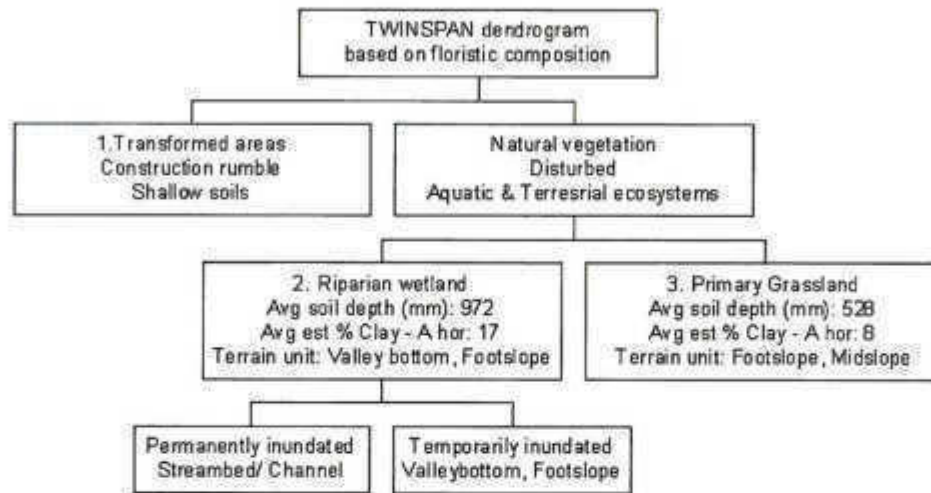 TWINSPAN dendrogram
based on floristic composition
1.Transformed areas
Construction rumble
Shallow soils
Natural vegetation
Disturbed
Aquatic & Terresrial ecosystems
2. Riparian wetland
Avg soil depth (mm): 972
Avg est % Clay - A hor: 17
Terrain unit: Valley bottom, Footslope
3. Primary Grassland
Avg soil depth (mm): 528
Avg est % Clay - A hor: 8
Terrain unit: Footslope, Midslope
Permanently inundated
Streambed/ Channel
Temporarily inundated
Valleybottom, Footslope